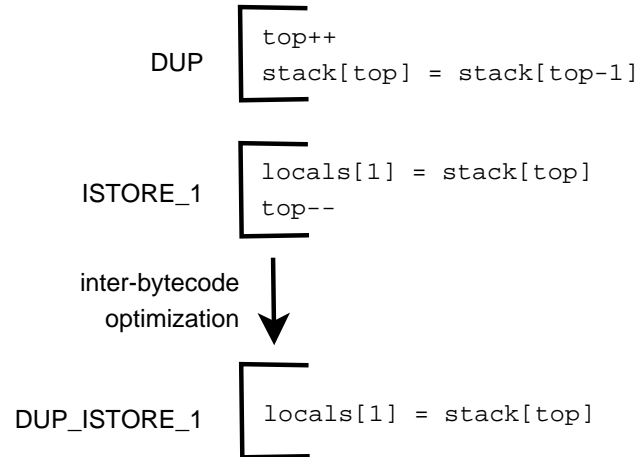 DUP
top++
stack[top] = stack[top-1]
ISTORE_1
locals[1] = stack[top]
top--
inter-bytecode
optimization
DUP_ISTORE_1
locals[1] = stack[top]